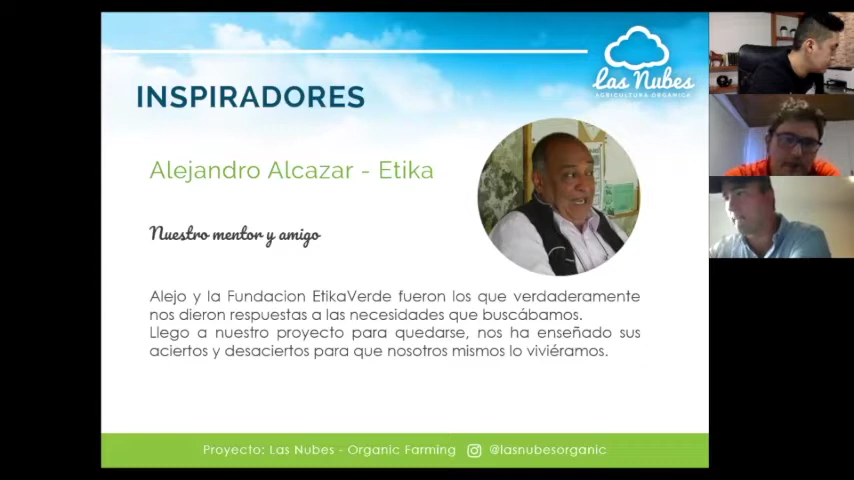 Las Nubes
AGRICULTURA ORGANICA
INSPIRADORES
Alejandro Alcazar - Etika
Nuestro mentor y amigo
Alejo y la Fundacion EtikaVerde fueron los que verdaderamente
nos dieron respuestas a las necesidades que buscábamos.
Llego a nuestro proyecto para quedarse, nos ha enseñado sus
aciertos y desaciertos para que nosotros mismos lo viviéramos.
Proyecto: Las Nubes - Organic Farming @lasnubesorganic